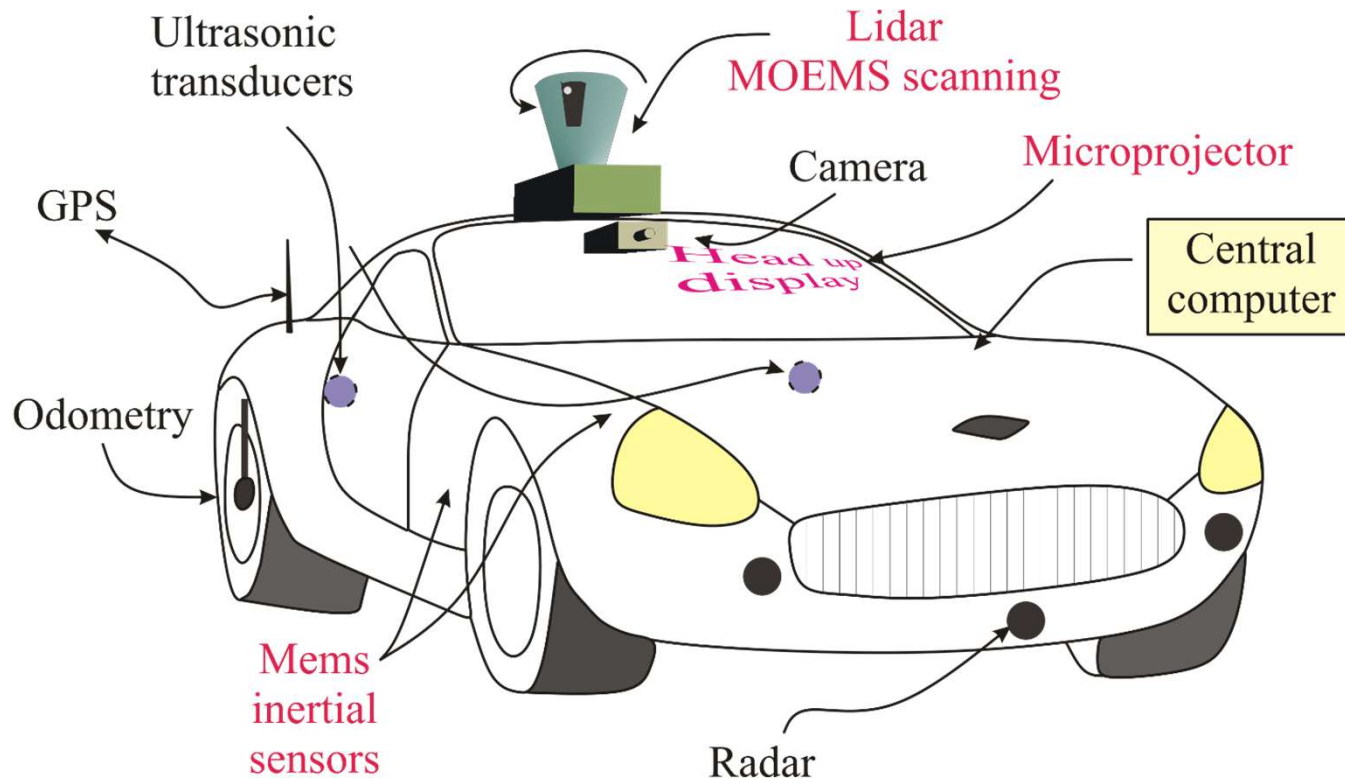 Ultrasonic
transducers
Lidar
MOEMS scanning
Camera
Microprojector
GPS
Head up
display
Central
computer
Odometry
Mems
inertial
sensors
Radar